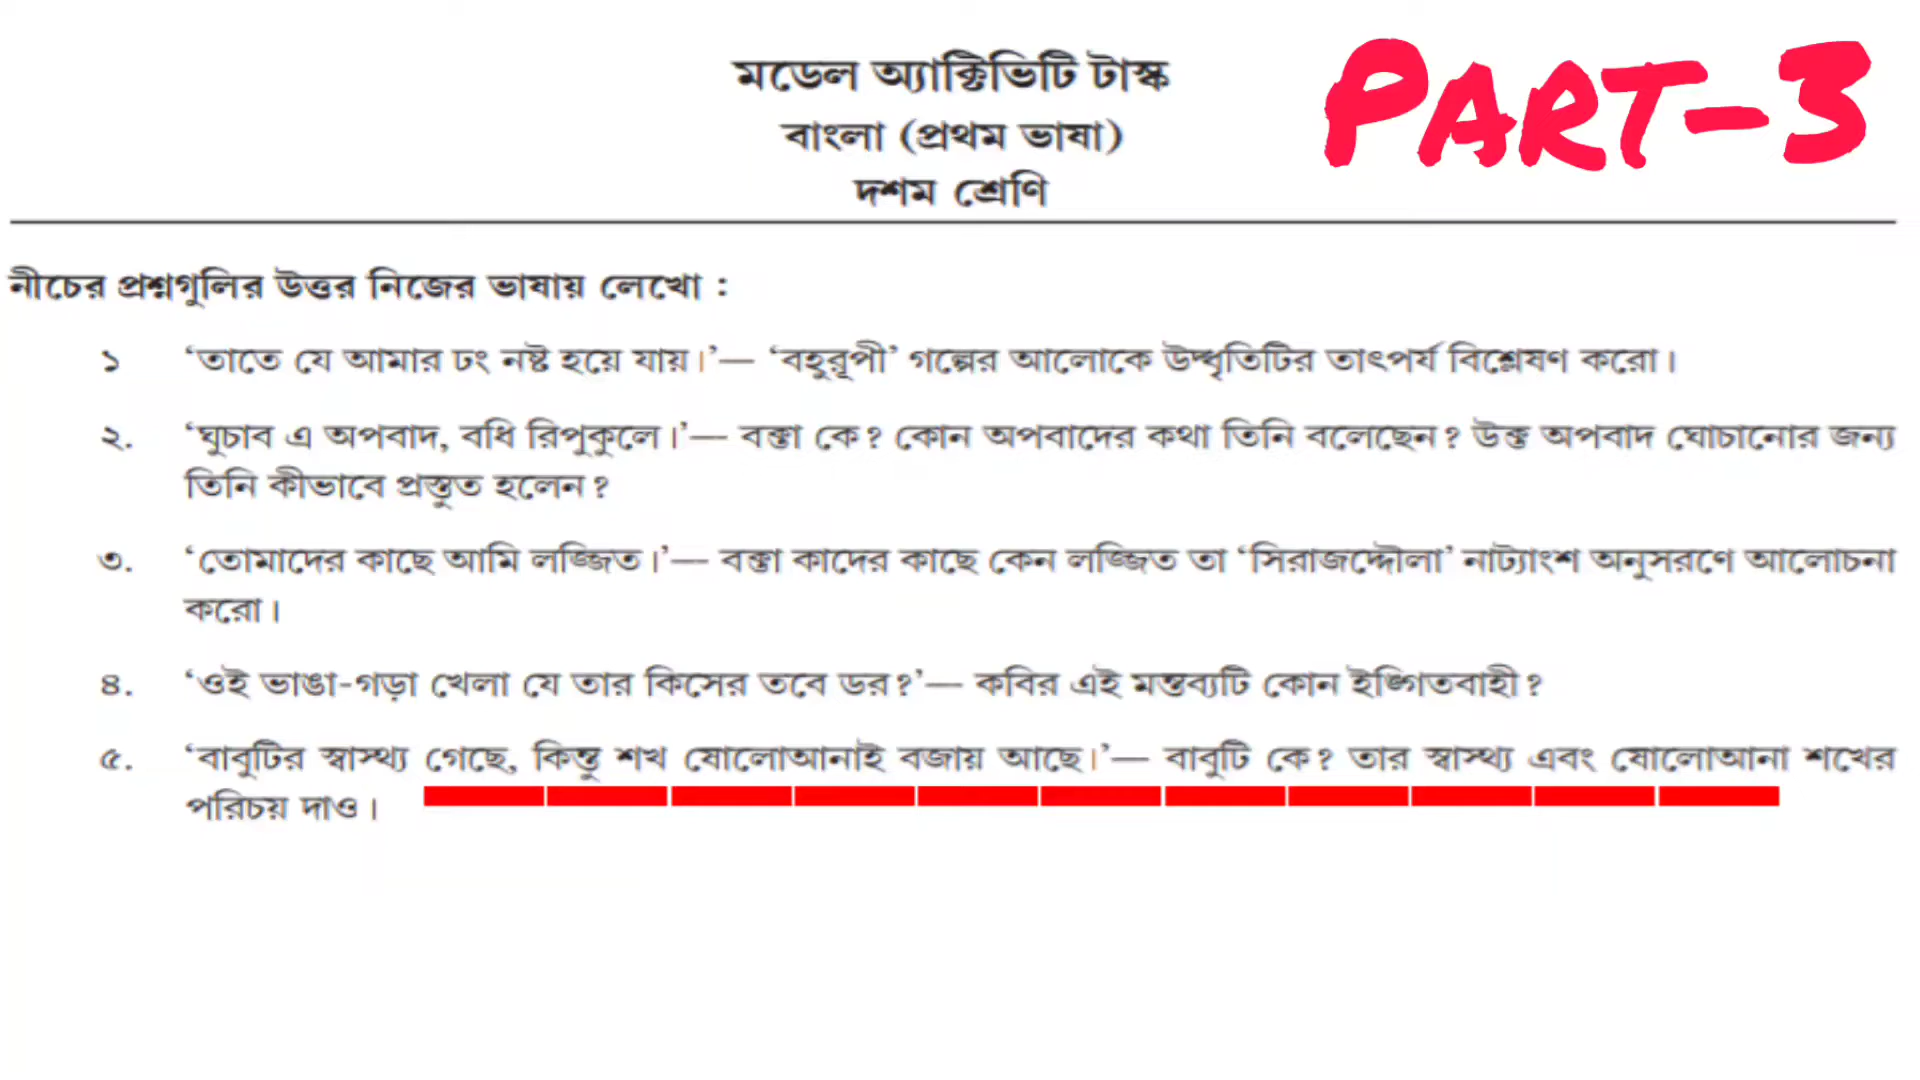 মডেল অ্যাক্টিভিটি টাস্ক
PART-3
বাংলা (প্রথম ভাষা)
দশম শ্রেণি
নীচের প্রশ্নগুলির উত্তর নিজের ভাষায় লেখো :
১ ‘তাতে যে আমার ঢং নষ্ট হয়ে যায়।’— ‘বহুরূপী’ গল্পের আলোকে উদ্ধৃতিটির তাৎপর্য বিশ্লেষণ করো।
২. ‘ঘুচাব এ অপবাদ, বধি রিপুকুলে।’— বক্তা কে? কোন অপবাদের কথা তিনি বলেছেন? উক্ত অপবাদ ঘোচানোর জন্য
তিনি কীভাবে প্রস্তুত হলেন?
৩. ‘তোমাদের কাছে আমি লজ্জিত।’— বক্তা কাদের কাছে কেন লজ্জিত তা ‘সিরাজদ্দৌলা’ নাট্যাংশ অনুসরণে আলোচনা
করো।
৪. ‘ওই ভাঙা-গড়া খেলা যে তার কিসের তবে ডর?’— কবির এই মন্তব্যটি কোন ইঙ্গিতবাহী?
৫. ‘বাবুটির স্বাস্থ্য গেছে, কিন্তু শখ ষোলোআনাই বজায় আছে।’— বাবুটি কে? তার স্বাস্থ্য এবং ষোলোআনা শখের
পরিচয় দাও।